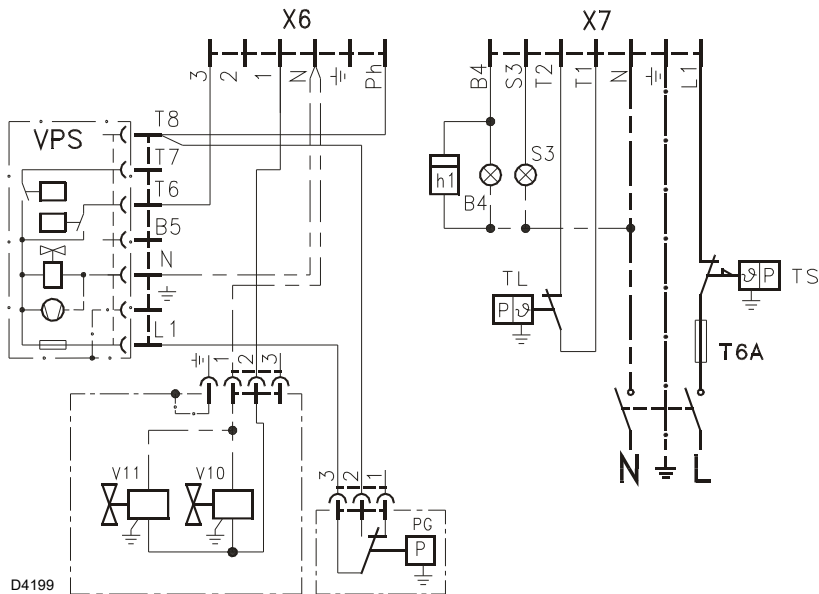 X6
X7
3 2 1 N Ph
B4 S3 T2 T1 N L1
VPS
T8
T7
T6
B5
N
L1
h1
B4
S3
TL
P ϑ
ϑ P
TS
T6A
1 2 3
V11
V10
3 2 1
PG
P
N
L
D4199